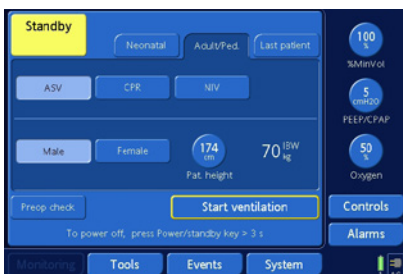 Standby
Neonatal
Adult/Ped.
Last patient
ASV
CPR
NIV
Male
Female
174
cm
Pat. height
70 IBW
kg
Preop check
Start ventilation
To power off, press Power/standby key > 3 s
100
%
%MinVol
5
cmH2O
PEEP/CPAP
50
%
Oxygen
Controls
Alarms
Monitoring
Tools
Events
System